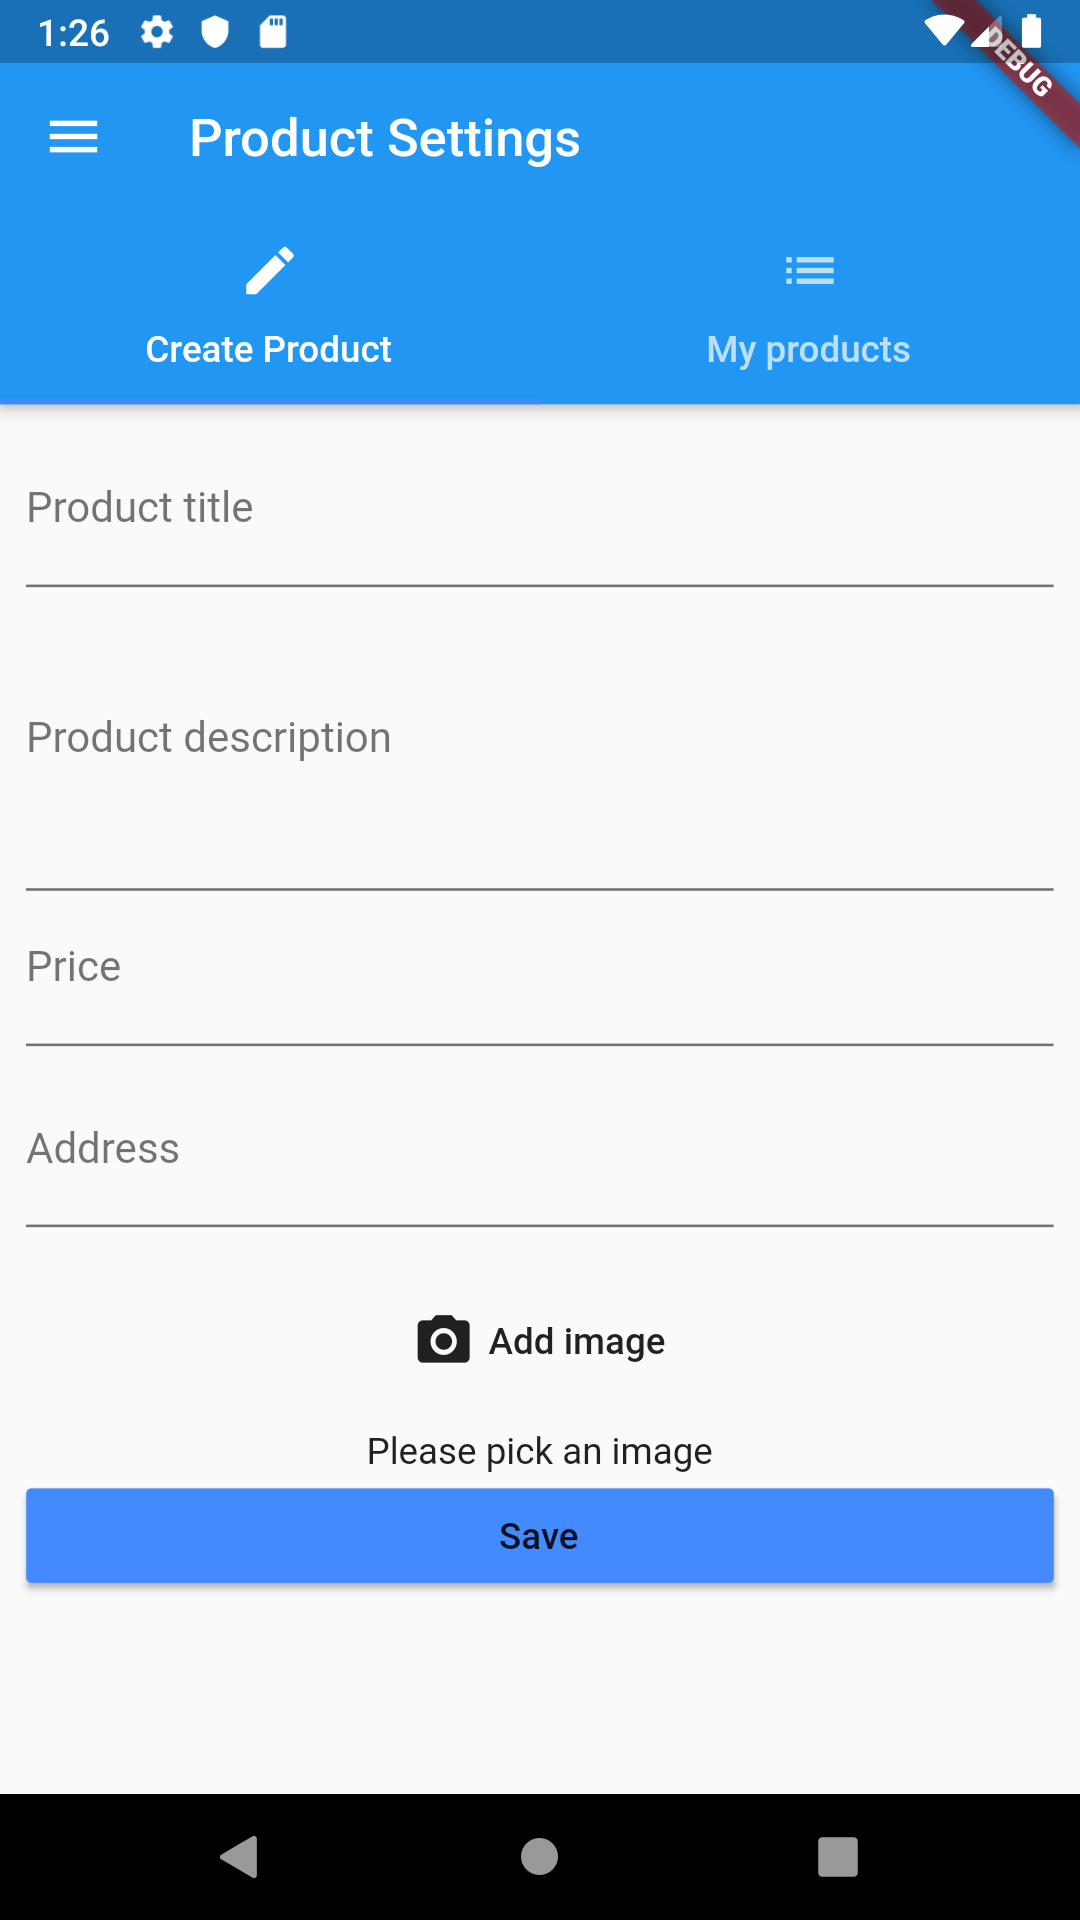 1:26
DEBUG
Product Settings
Create Product
My products
Product title
Product description
Price
Address
Add image
Please pick an image
Save